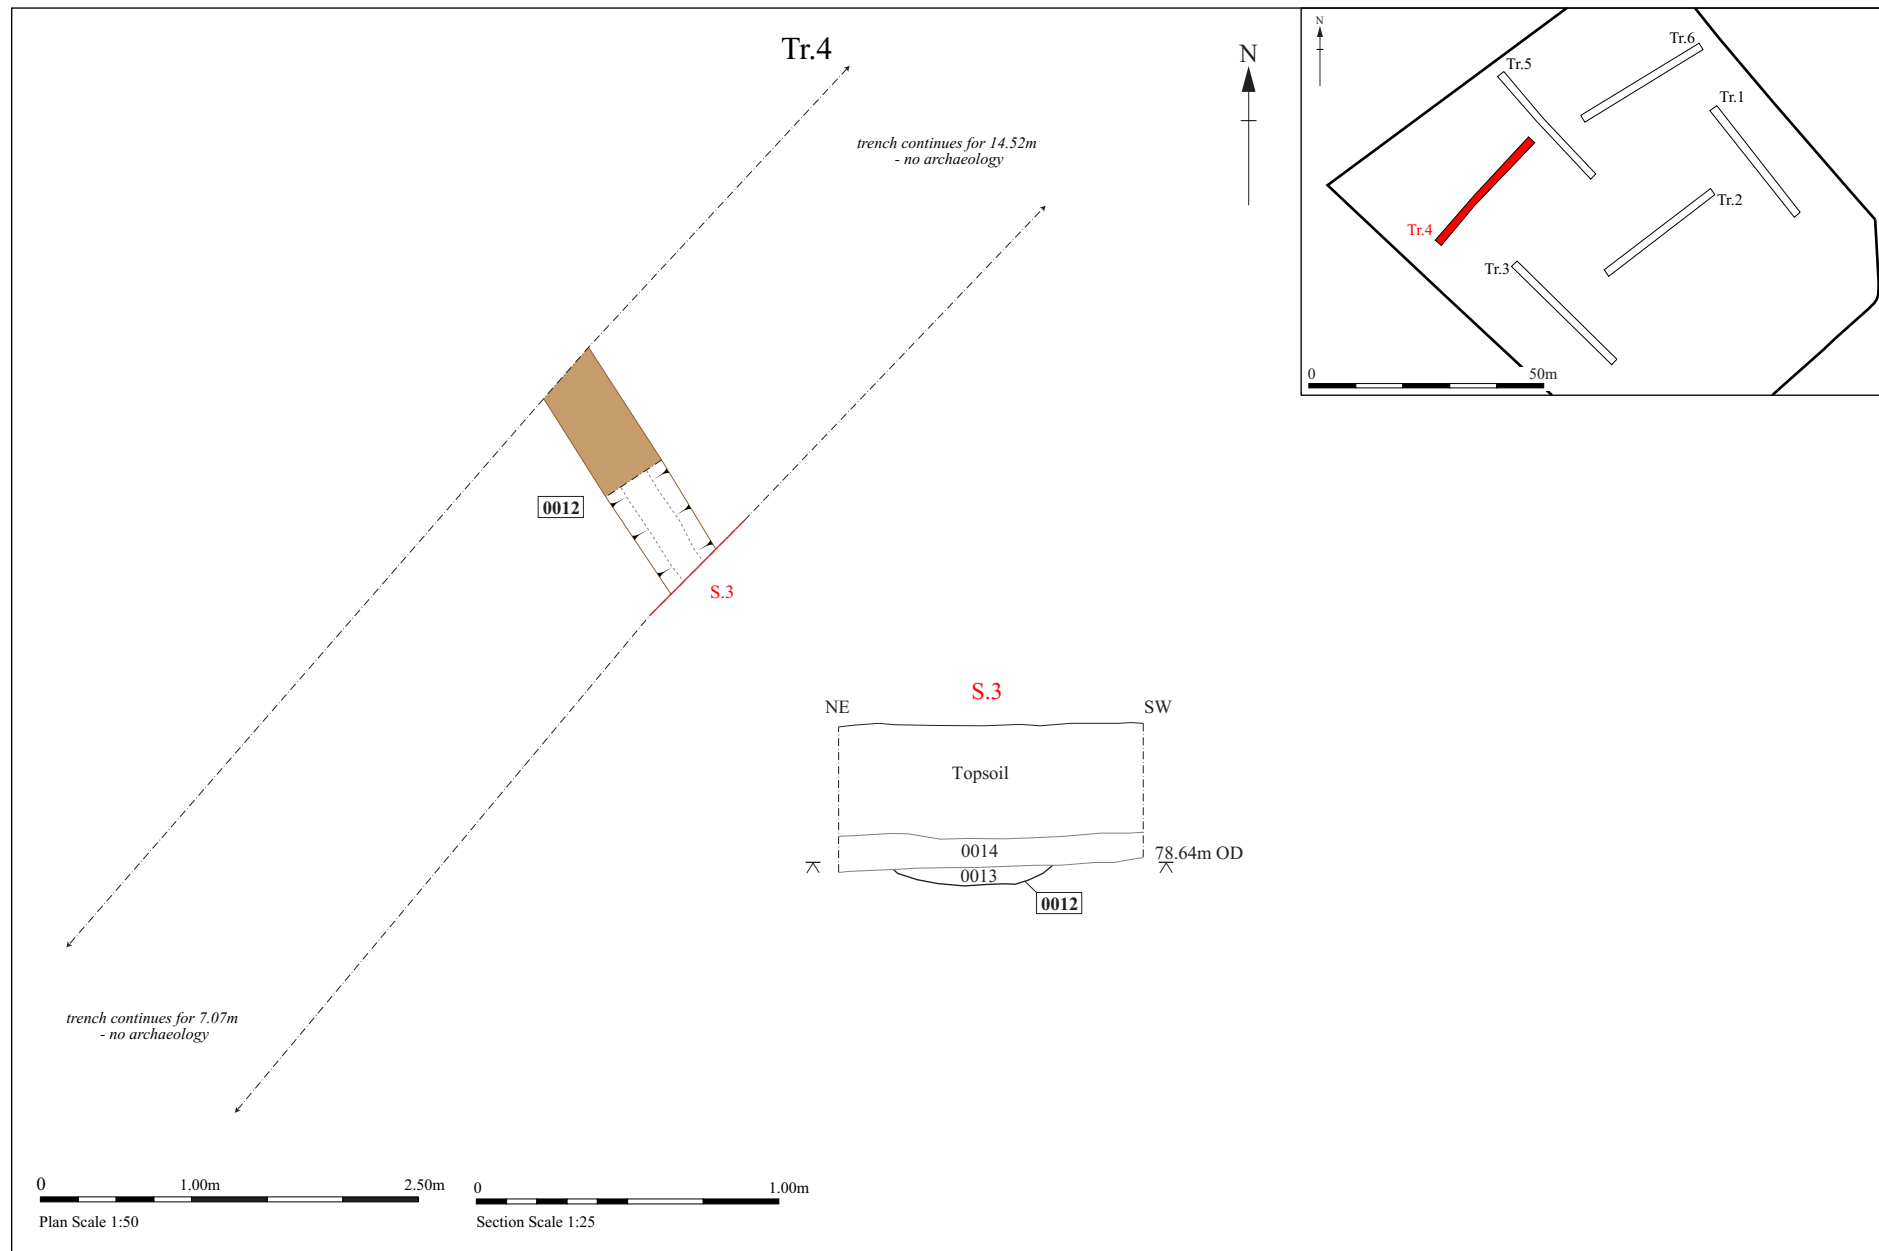 Tr.4
N
trench continues for 14.52m
- no archaeology
0012
S.3
trench continues for 7.07m
- no archaeology
N
Tr.6
Tr.5
Tr.1
Tr.2
Tr.4
Tr.3
0 50m
S.3
NE SW
Topsoil
0014
78.64m OD
0013
0012
0 1.00m 2.50m
Plan Scale 1:50
0 1.00m
Section Scale 1:25